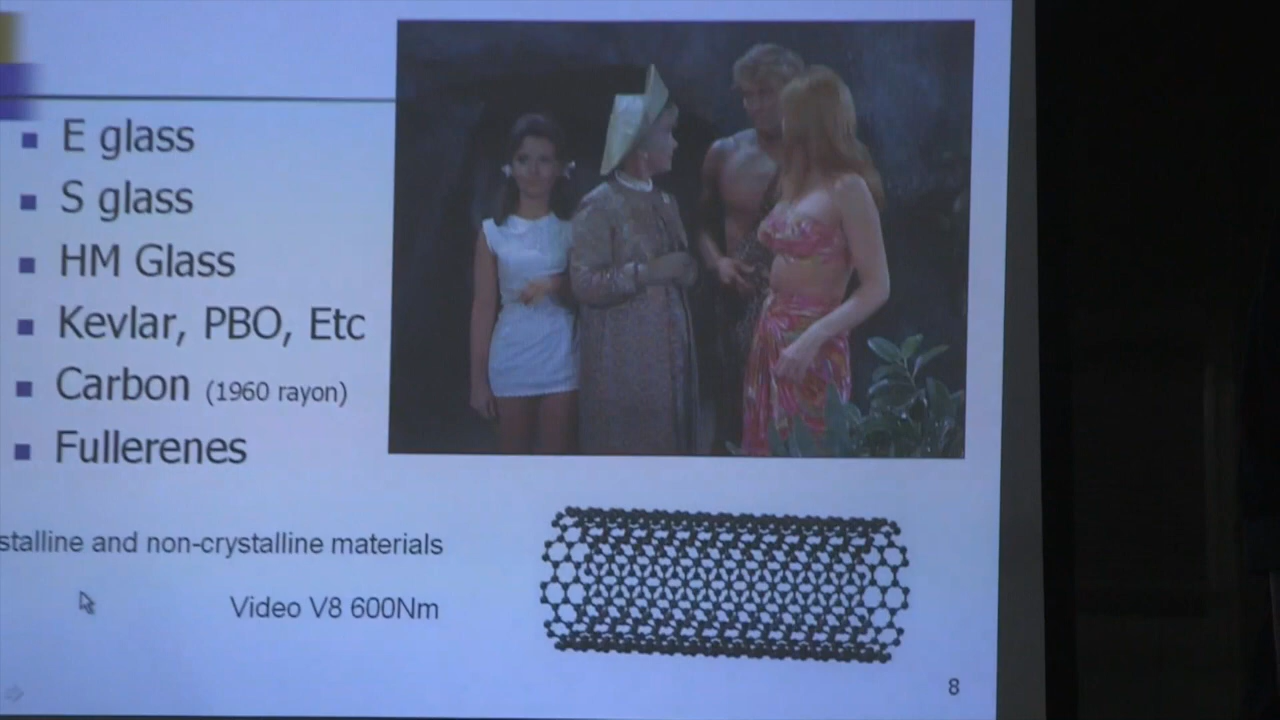 E glass
S glass
HM Glass
Kevlar, PBO, Etc
Carbon (1960 rayon)
Fullerenes
stalline and non-crystalline materials
Video V8 600Nm
8